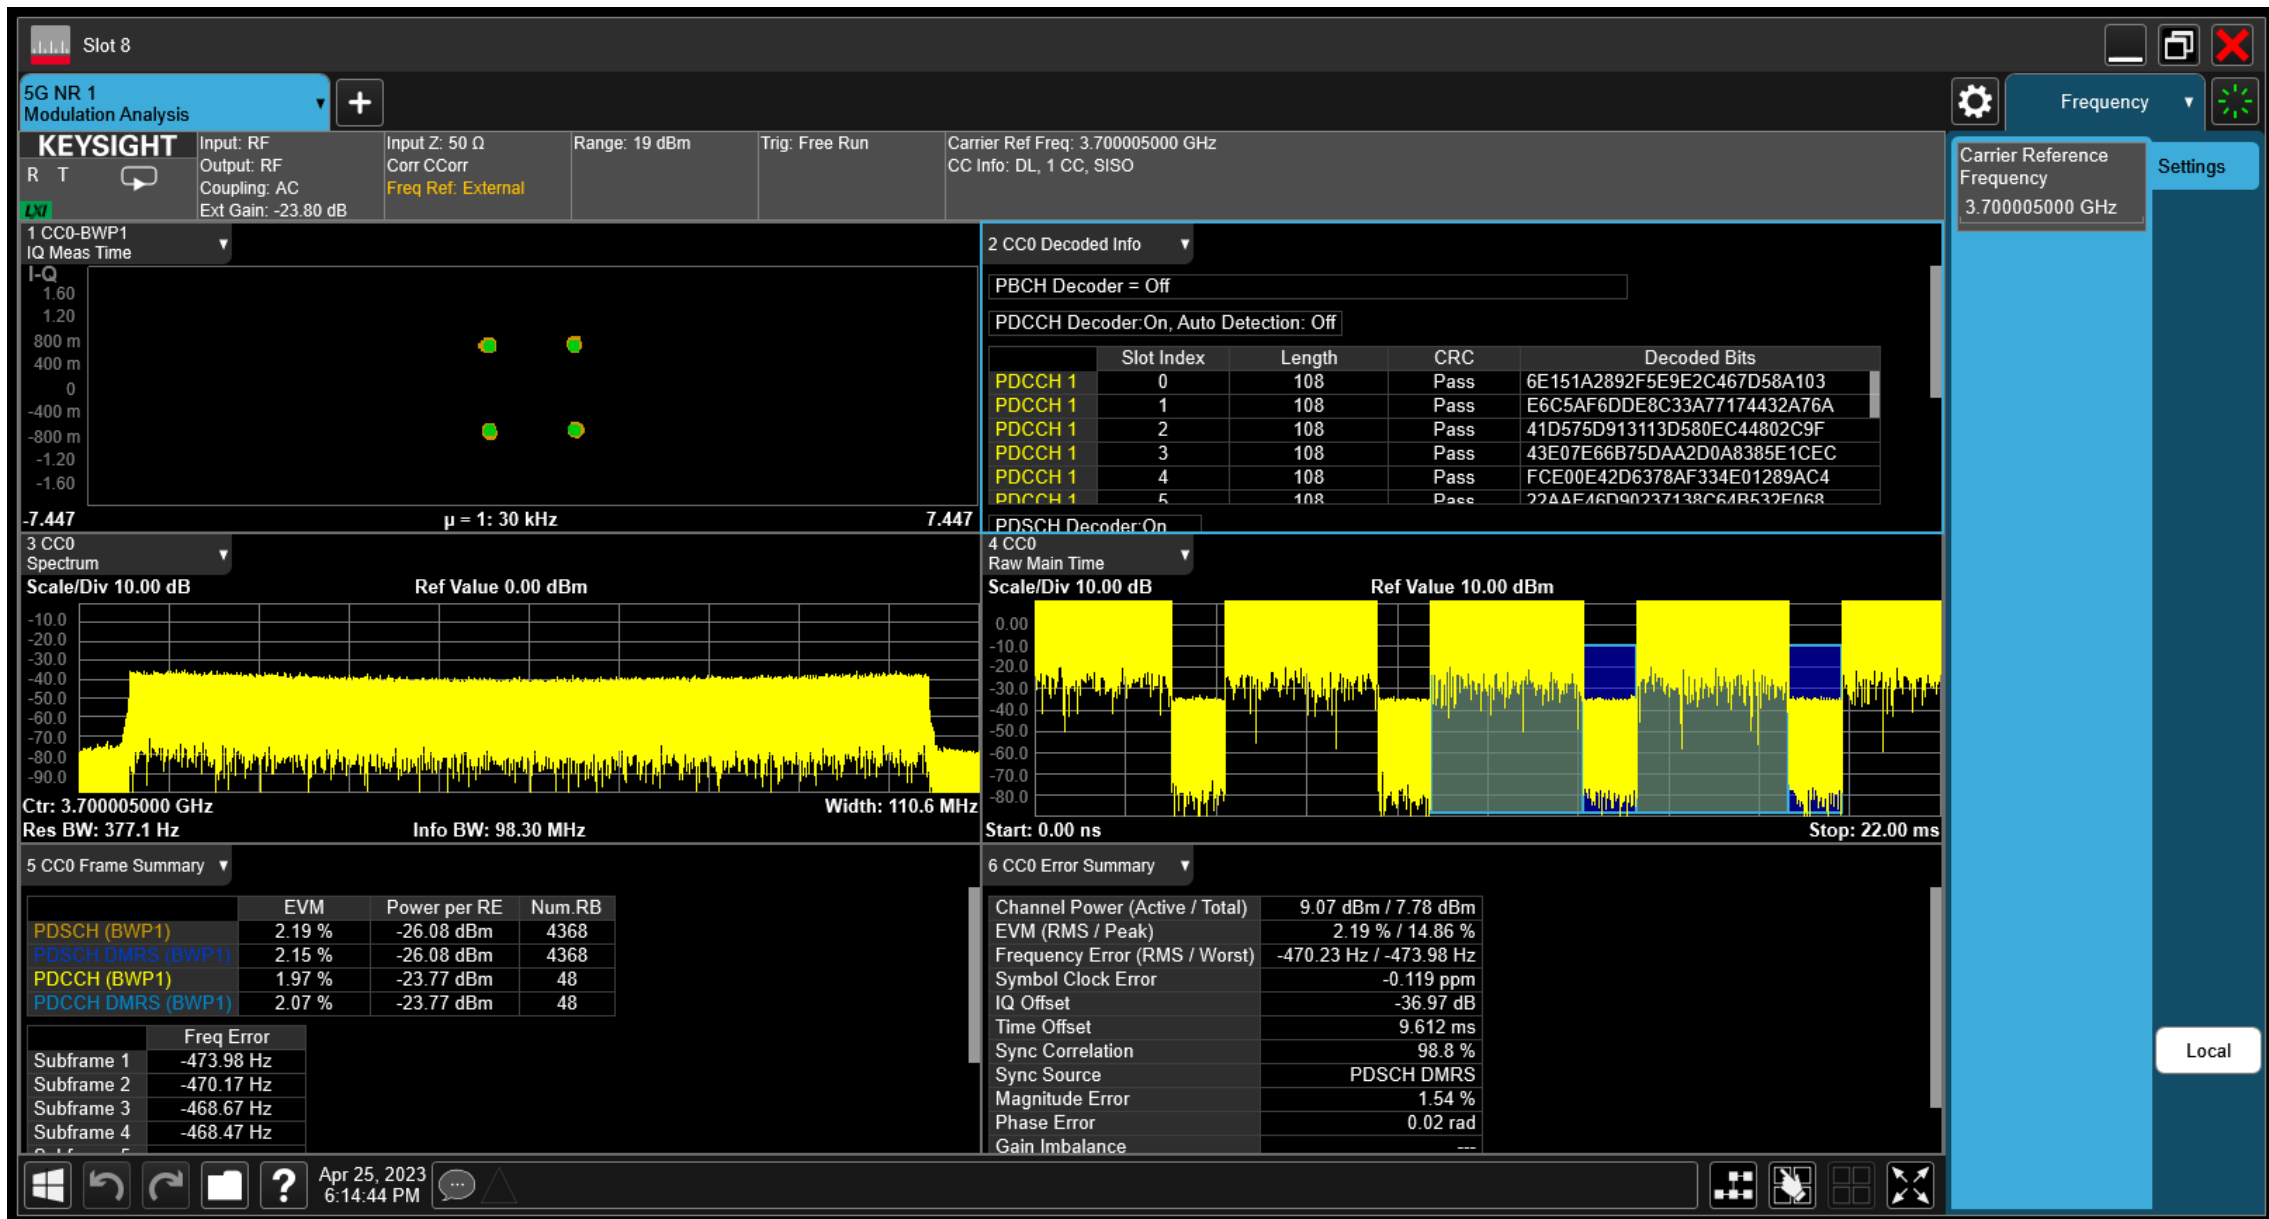 Slot 8
5G NR 1
Modulation Analysis
Frequency
KEYSIGHT
R T
LXI
Input: RF
Output: RF
Coupling: AC
Ext Gain: -23.80 dB
Input Z: 50 Ω
Corr CCorr
Freq Ref: External
Range: 19 dBm
Trig: Free Run
Carrier Ref Freq: 3.700005000 GHz
CC Info: DL, 1 CC, SISO
Carrier Reference
Frequency
3.700005000 GHz
Settings
1 CC0-BWP1
IQ Meas Time
I-Q
1.60
1.20
800 m
400 m
0
-400 m
-800 m
-1.20
-1.60
-7.447 µ = 1: 30 kHz 7.447
2 CC0 Decoded Info
PBCH Decoder = Off
PDCCH Decoder:On, Auto Detection: Off
Slot Index Length CRC Decoded Bits
PDCCH 1 0 108 Pass 6E151A2892F5E9E2C467D58A103
PDCCH 1 1 108 Pass E6C5AF6DDE8C33A77174432A76A
PDCCH 1 2 108 Pass 41D575D913113D580EC44802C9F
PDCCH 1 3 108 Pass 43E07E66B75DAA2D0A8385E1CEC
PDCCH 1 4 108 Pass FCE00E42D6378AF334E01289AC4
PDCCH 1 5 108 Pass 22AAE46D90237138C64B532E068
PDSCH Decoder:On
3 CC0
Spectrum
Scale/Div 10.00 dB Ref Value 0.00 dBm
-10.0
-20.0
-30.0
-40.0
-50.0
-60.0
-70.0
-80.0
-90.0
Ctr: 3.700005000 GHz Width: 110.6 MHz
Res BW: 377.1 Hz Info BW: 98.30 MHz
4 CC0
Raw Main Time
Scale/Div 10.00 dB Ref Value 10.00 dBm
0.00
-10.0
-20.0
-30.0
-40.0
-50.0
-60.0
-70.0
-80.0
Start: 0.00 ns Stop: 22.00 ms
5 CC0 Frame Summary
EVM Power per RE Num.RB
PDSCH (BWP1) 2.19 % -26.08 dBm 4368
PDSCH DMRS (BWP1) 2.15 % -26.08 dBm 4368
PDCCH (BWP1) 1.97 % -23.77 dBm 48
PDCCH DMRS (BWP1) 2.07 % -23.77 dBm 48
Freq Error
Subframe 1 -473.98 Hz
Subframe 2 -470.17 Hz
Subframe 3 -468.67 Hz
Subframe 4 -468.47 Hz
6 CC0 Error Summary
Channel Power (Active / Total) 9.07 dBm / 7.78 dBm
EVM (RMS / Peak) 2.19 % / 14.86 %
Frequency Error (RMS / Worst) -470.23 Hz / -473.98 Hz
Symbol Clock Error -0.119 ppm
IQ Offset -36.97 dB
Time Offset 9.612 ms
Sync Correlation 98.8 %
Sync Source PDSCH DMRS
Magnitude Error 1.54 %
Phase Error 0.02 rad
Gain Imbalance ---
Local
Apr 25, 2023
6:14:44 PM